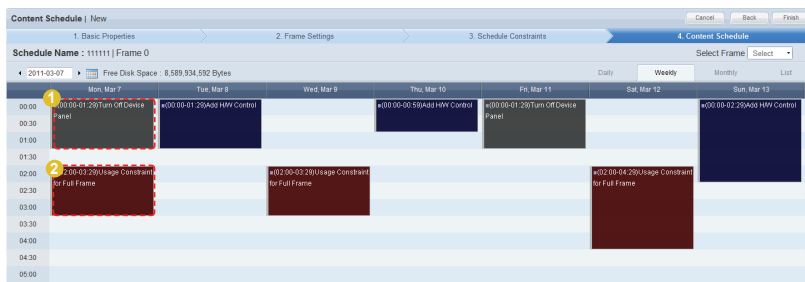 Content Schedule | New
Cancel Back Finish
1. Basic Properties 2. Frame Settings 3. Schedule Constraints 4. Content Schedule
Schedule Name : 111111 | Frame 0
Select Frame Select
2011-03-07 Free Disk Space : 8,589,934,592 Bytes
Daily Weekly Monthly List
Mon, Mar 7 Tue, Mar 8 Wed, Mar 9 Thu, Mar 10 Fri, Mar 11 Sat, Mar 12 Sun, Mar 13
1
00:00 (00:00-01:29)Turn Off Device (00:00-01:29)Add H/W Control (00:00-00:59)Add H/W Control (00:00-01:29)Turn Off Device (00:00-02:29)Add H/W Control
Panel Panel
00:30
01:00
01:30
2
02:00 02:00-03:29)Usage Constraint (02:00-03:29)Usage Constraint (02:00-04:29)Usage Constraint
for Full Frame for Full Frame for Full Frame
02:30
03:00
03:30
04:00
04:30
05:00